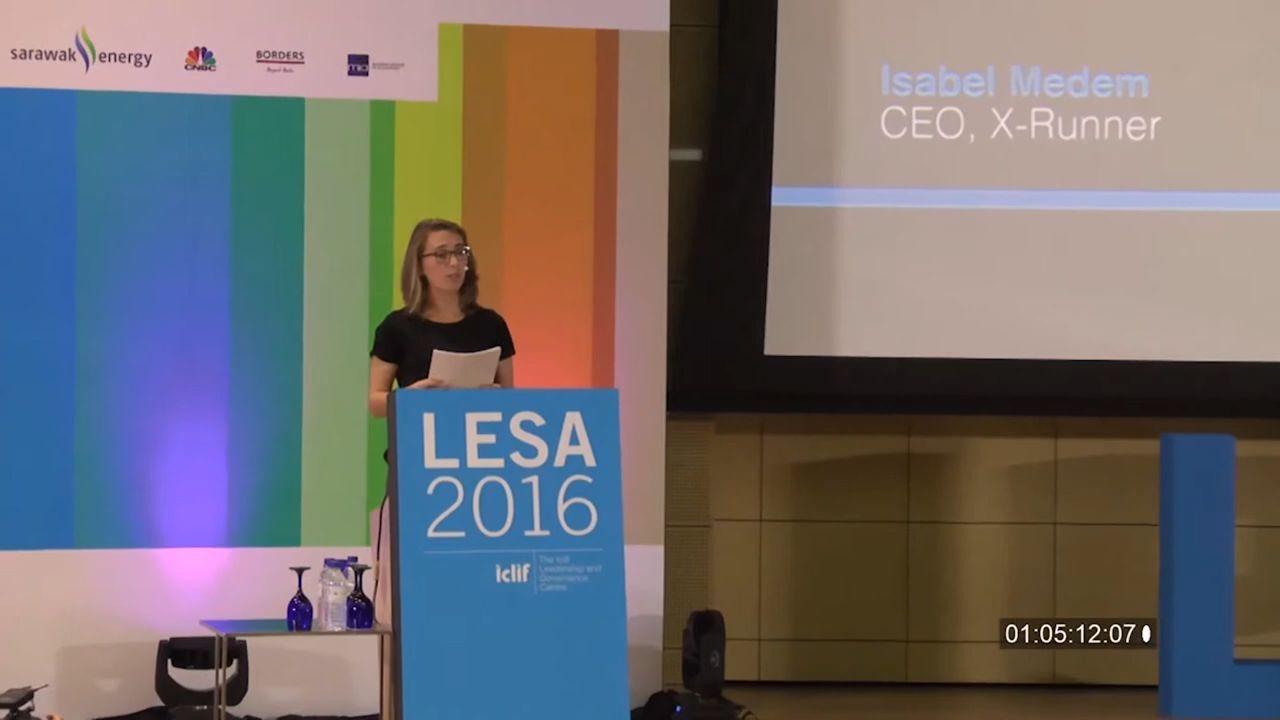 sarawak energy
CNBC
BORDERS
Isabel Medem
CEO, X-Runner
LESA
2016
iclif
The Iclif
Leadership and
Governance
Centre
01:05:12:07
L